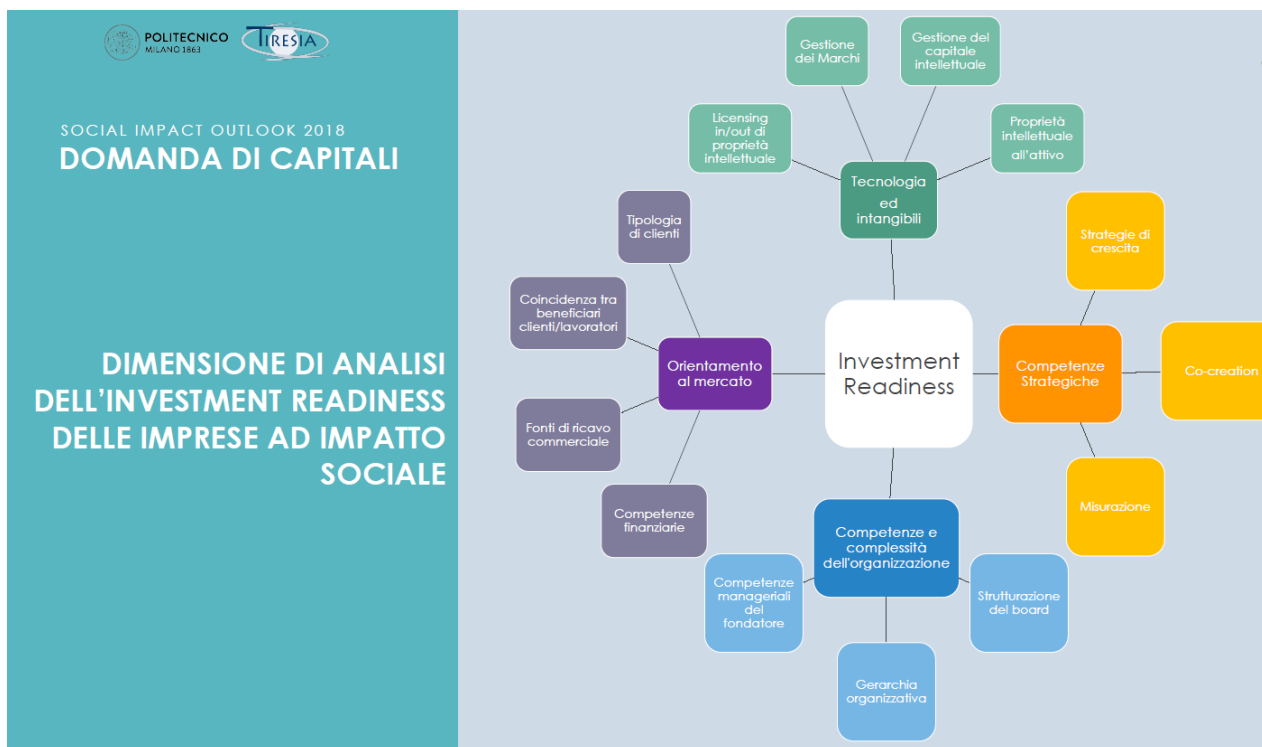 POLITECNICO
MILANO 1863
TIRESIA
SOCIAL IMPACT OUTLOOK 2018
DOMANDA DI CAPITALI
DIMENSIONE DI ANALISI
DELL'INVESTMENT READINESS
DELLE IMPRESE AD IMPATTO
SOCIALE
Gestione
dei Marchi
Gestione del
capitale
intellettuale
Licensing
in/out di
proprietà
intellettuale
Proprietà
intellettuale
all'attivo
Tecnologia
ed
intangibili
Tipologia
di clienti
Strategie di
crescita
Coincidenza tra
beneficiari
clienti/lavoratori
Orientamento
al mercato
Investment
Readiness
Competenze
Strategiche
Co-creation
Fonti di ricavo
commerciale
Competenze
finanziarie
Misurazione
Competenze e
complessità
dell'organizzazione
Competenze
manageriali
del
fondatore
Strutturazione
del board
Gerarchia
organizzativa